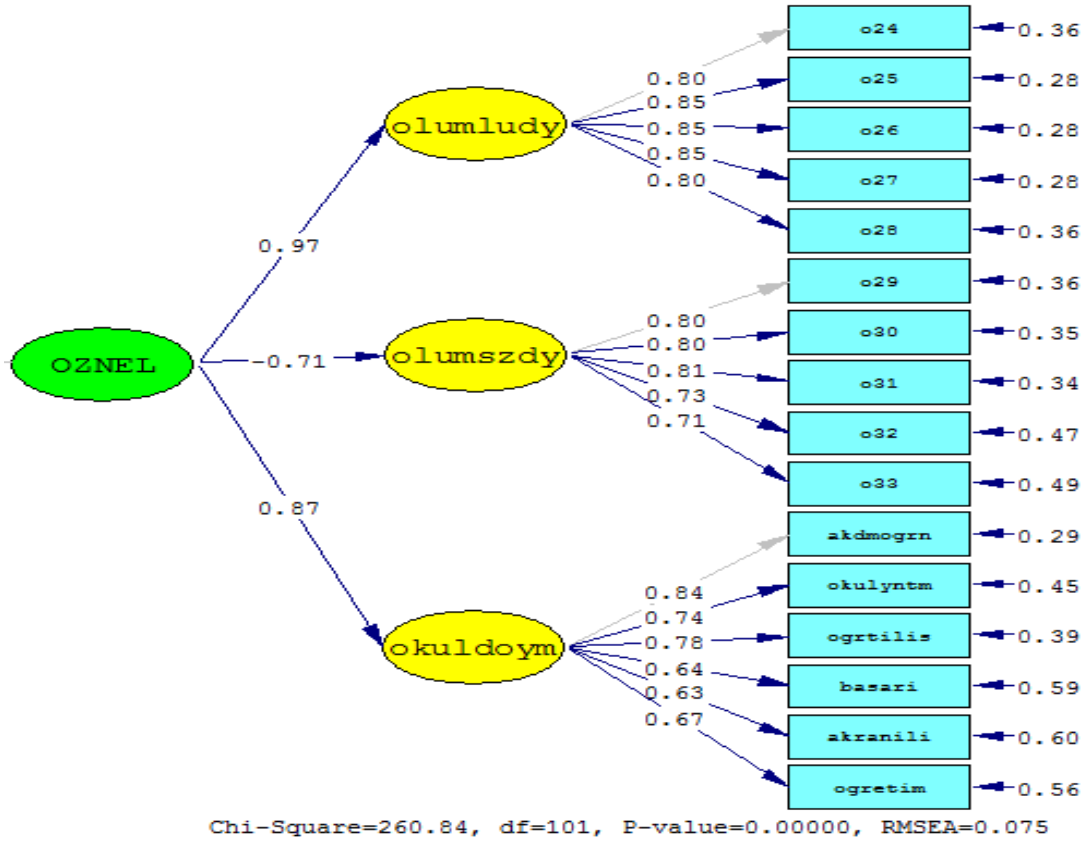 o24
0.36
0.80
o25
0.28
0.85
olumludy
o26
0.28
0.85
o27
0.28
0.85
o28
0.36
0.80
0.97
o29
0.36
0.80
o30
0.35
0.80
OZNEL
-0.71
olumszdy
o31
0.34
0.81
o32
0.47
0.73
o33
0.49
0.71
0.87
akdmogrn
0.29
0.84
okulyntm
0.45
0.74
okuldoym
ogrtilis
0.39
0.78
basari
0.59
0.64
akranili
0.60
0.63
ogretim
0.56
0.67
Chi-Square=260.84, df=101, P-value=0.00000, RMSEA=0.075